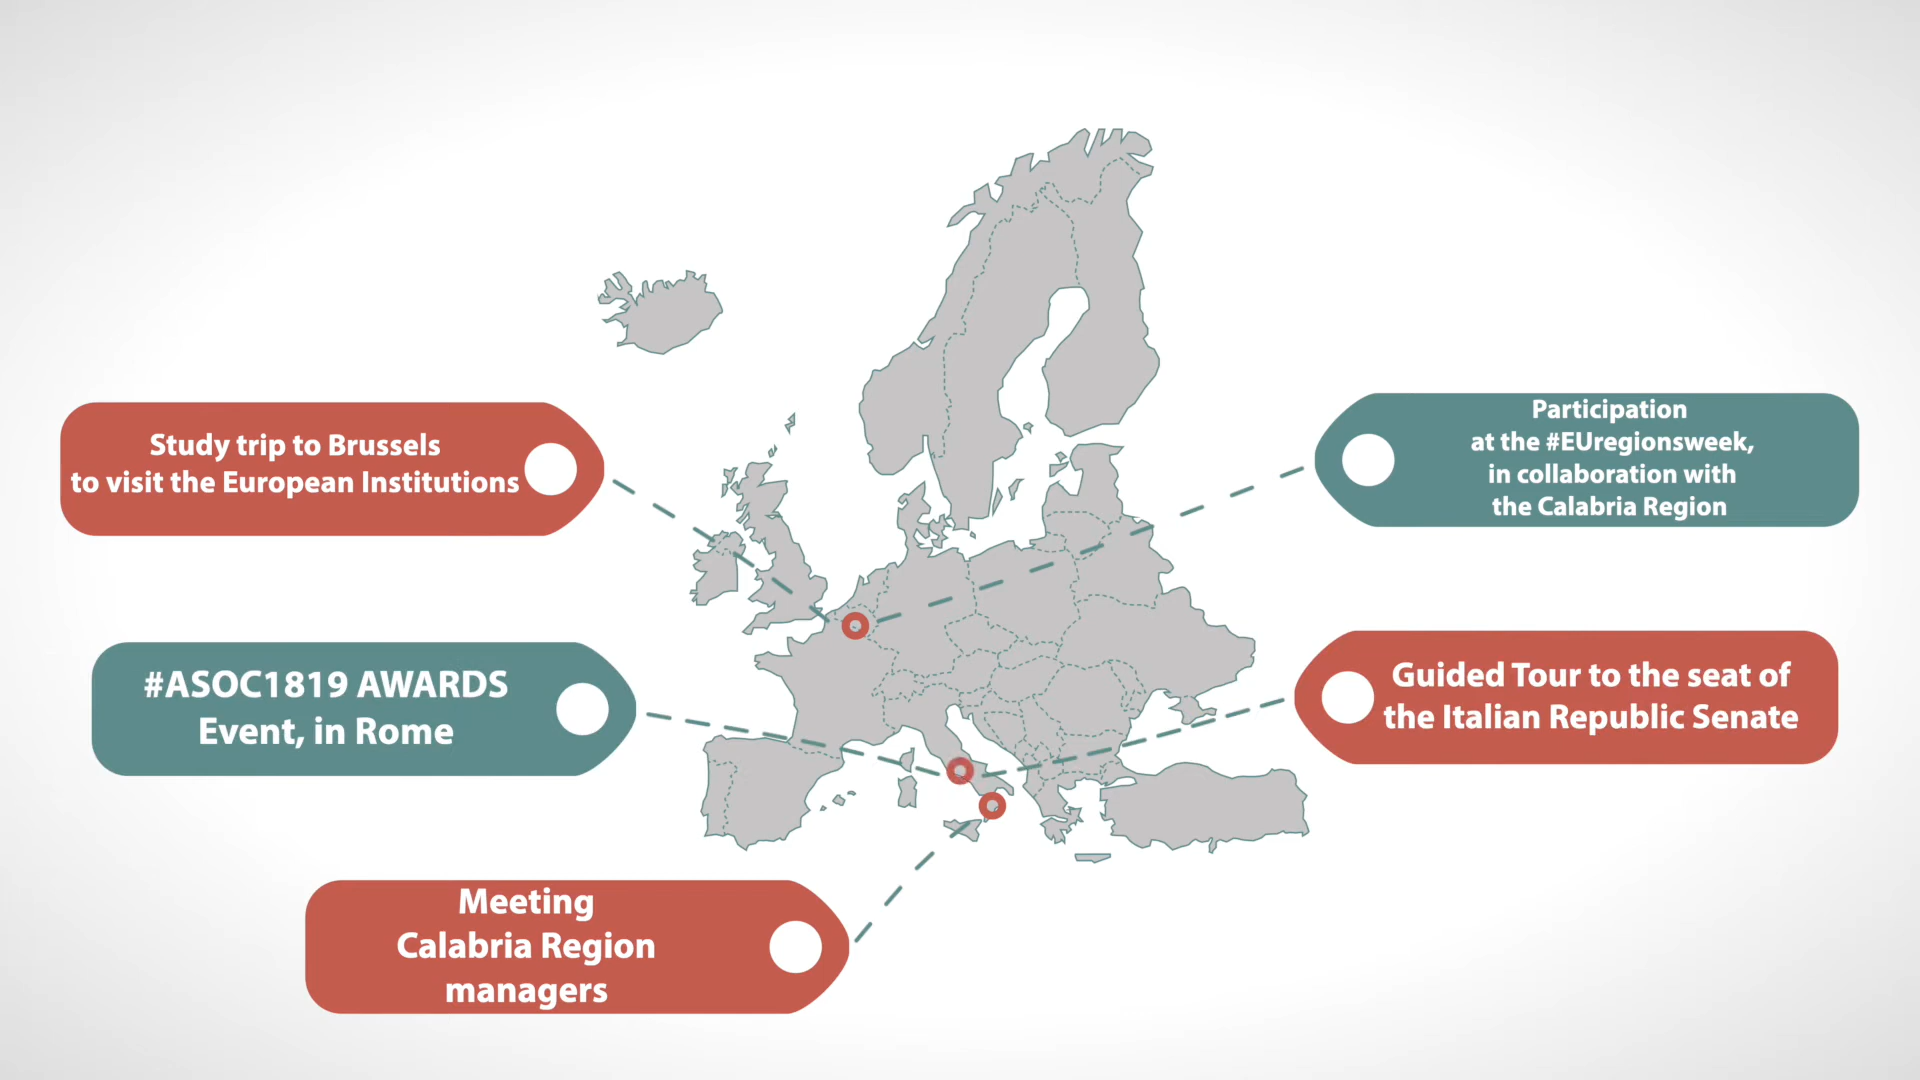 Study trip to Brussels
to visit the European Institutions
Participation
at the #EUregionsweek,
in collaboration with
the Calabria Region
#ASOC1819 AWARDS
Event, in Rome
Guided Tour to the seat of
the Italian Republic Senate
Meeting
Calabria Region
managers